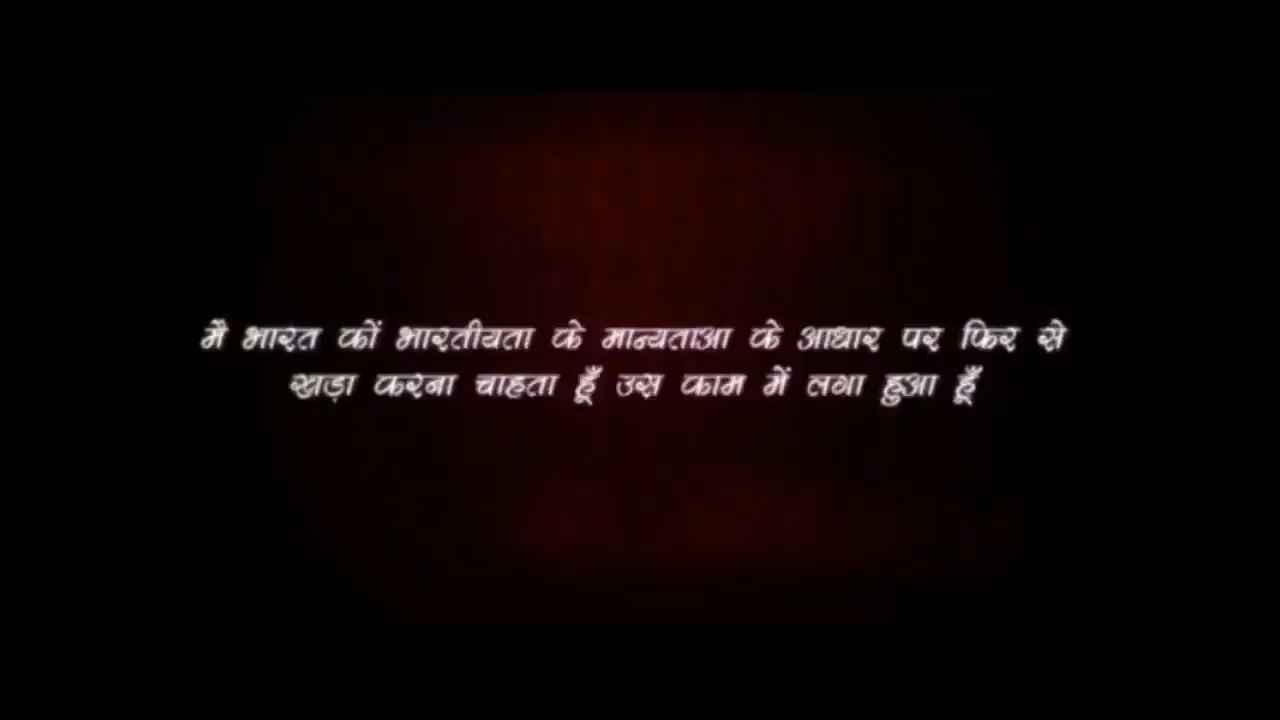 मै भारत कों भारतीयता के मान्यताआ के आधार पर फिर से
खड़ा करना चाहता हूँ उस काम में लगा हुआ हूँ